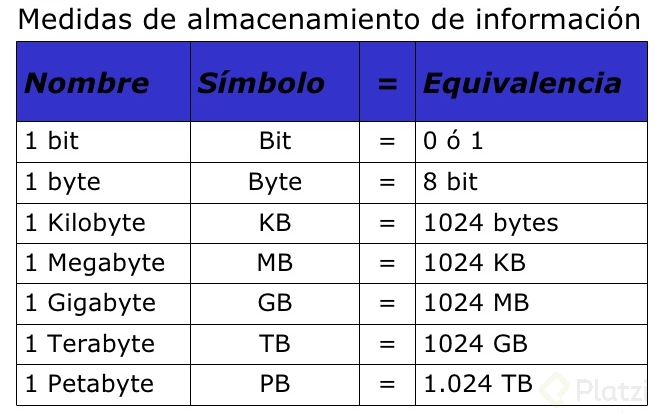 Medidas de almacenamiento de información
Nombre Símbolo = Equivalencia
1 bit Bit = 0 ó 1
1 byte Byte = 8 bit
1 Kilobyte KB = 1024 bytes
1 Megabyte MB = 1024 KB
1 Gigabyte GB = 1024 MB
1 Terabyte TB = 1024 GB
1 Petabyte PB = 1.024 TB
Platzi